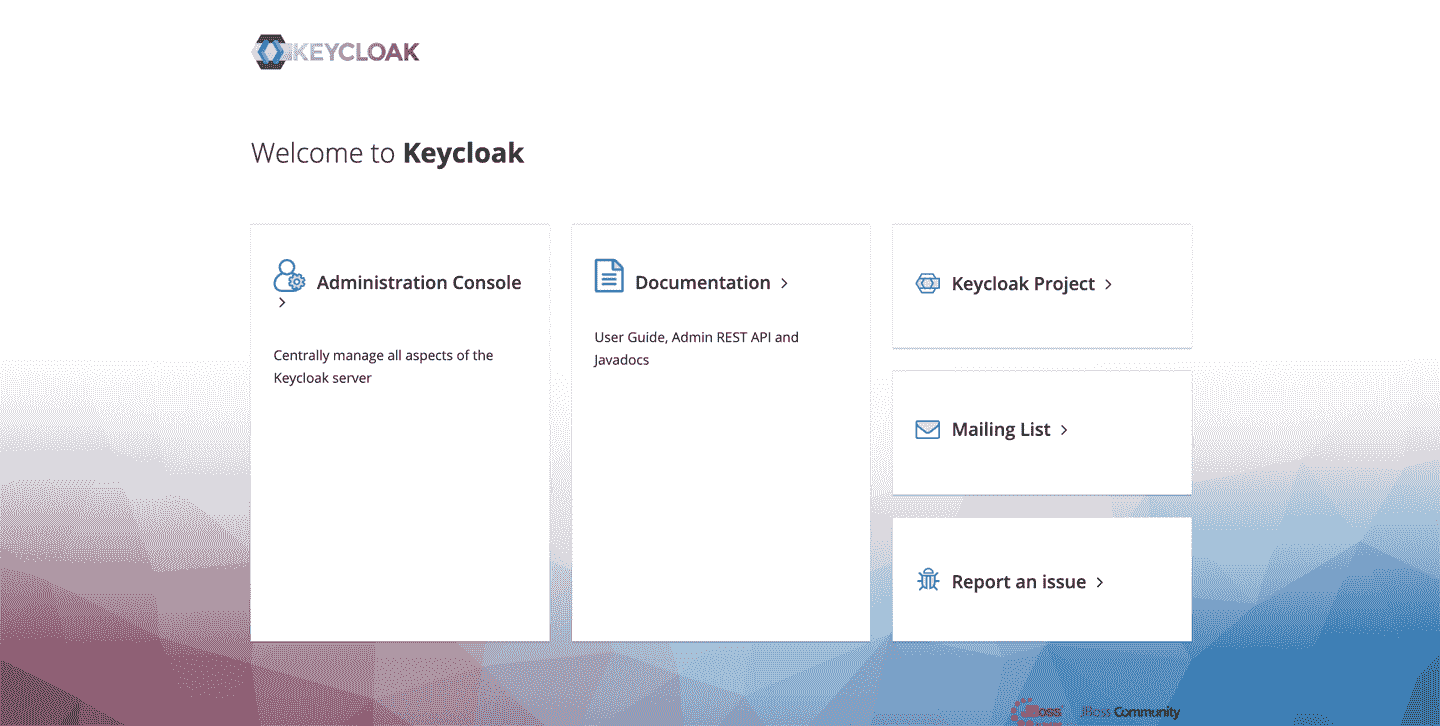 KEYCLOAK
Welcome to Keycloak
Administration Console
Centrally manage all aspects of the
Keycloak server
Documentation
User Guide, Admin REST API and
Javadocs
Keycloak Project
Mailing List
Report an issue
JBoss Community